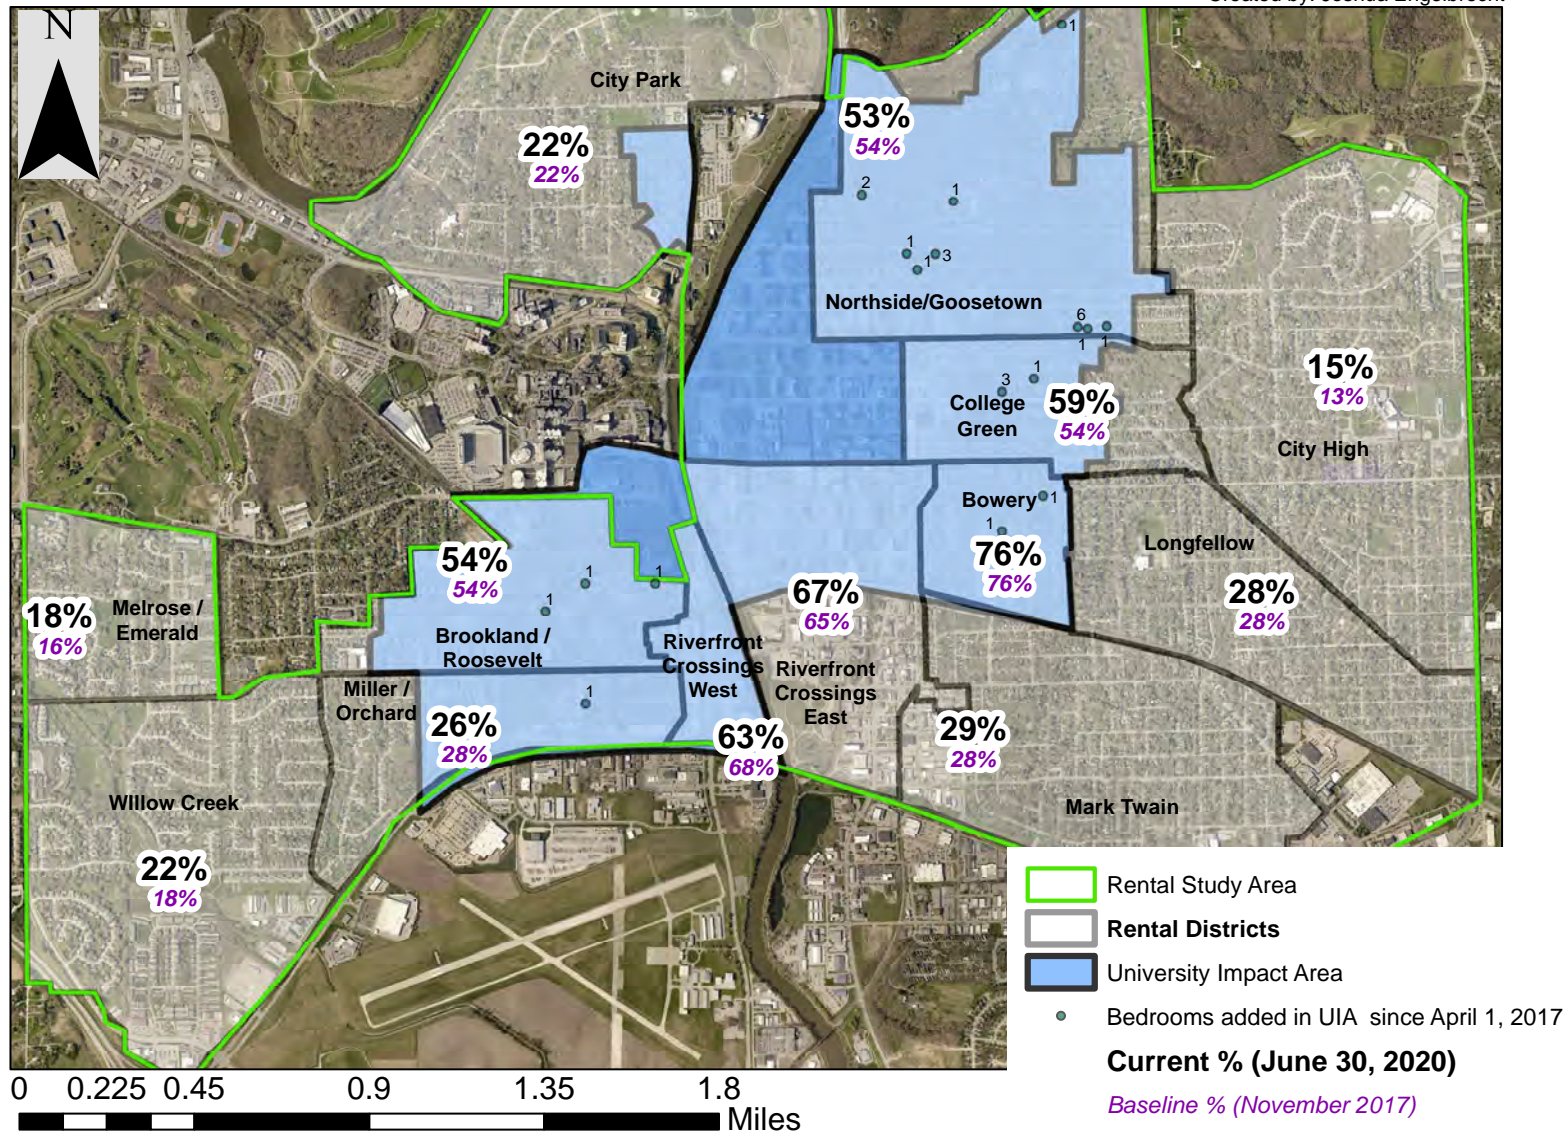 Created by: Joshua Engelbrecht
N
1
City Park
53%
54%
22%
22%
2
1
1
3
1
Northside/Goosetown
6
1
1
15%
13%
1
3
College
Green
59%
54%
City High
Bowery
1
1
76%
76%
Longfellow
54%
54%
1
1
1
67%
65%
28%
28%
18%
16%
Melrose /
Emerald
Brookland /
Roosevelt
Riverfront
Crossings
West
Riverfront
Crossings
East
Miller /
Orchard
1
26%
28%
63%
68%
29%
28%
Willow Creek
Mark Twain
22%
18%
Rental Study Area
Rental Districts
University Impact Area
Bedrooms added in UIA since April 1, 2017
Current % (June 30, 2020)
Baseline % (November 2017)
0 0.225 0.45 0.9 1.35 1.8
Miles